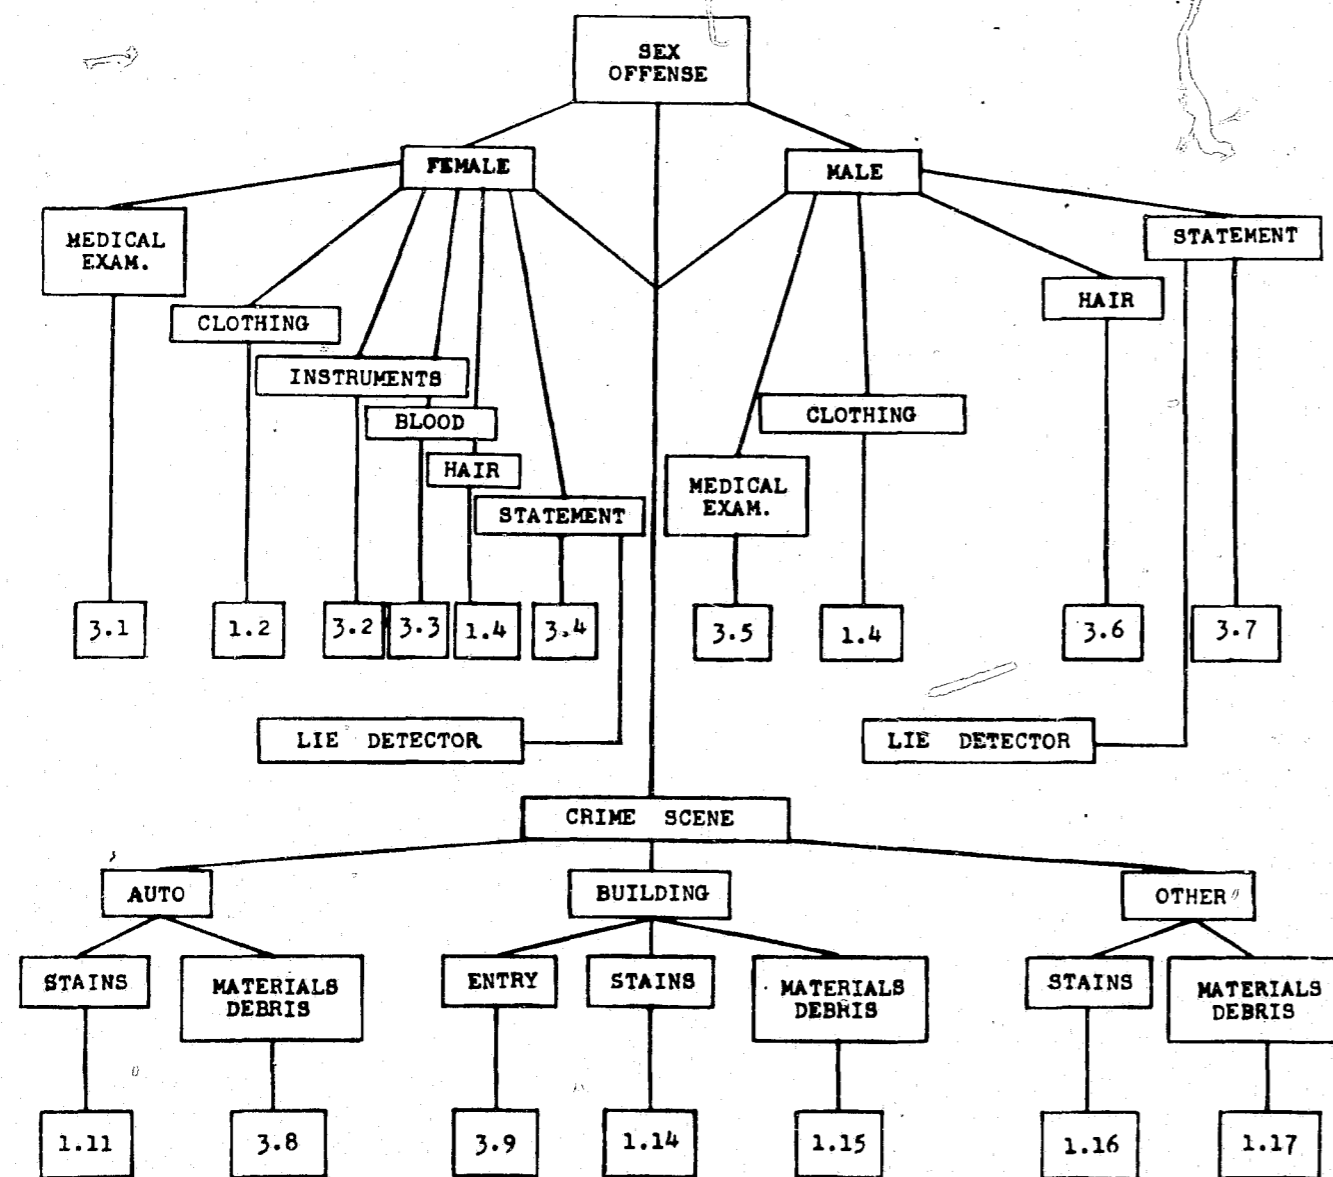 SEX
OFFENSE
FEMALE
MALE
MEDICAL
EXAM.
STATEMENT
HAIR
CLOTHING
INSTRUMENTS
BLOOD
CLOTHING
HAIR
MEDICAL
EXAM.
STATEMENT
3.1
1.2
3.2
3.3
1.4
3.4
3.5
1.4
3.6
3.7
LIE DETECTOR
LIE DETECTOR
CRIME SCENE
AUTO
BUILDING
OTHER
STAINS
MATERIALS
DEBRIS
ENTRY
STAINS
MATERIALS
DEBRIS
STAINS
MATERIALS
DEBRIS
1.11
3.8
3.9
1.14
1.15
1.16
1.17